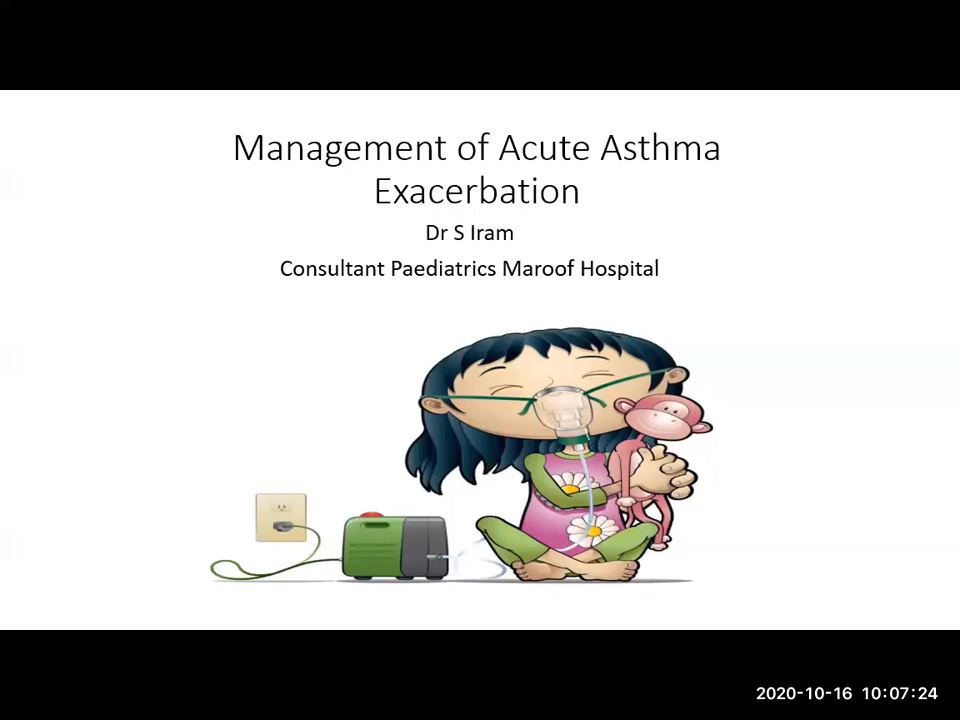 Management of Acute Asthma
Exacerbation
Dr S Iram
Consultant Paediatrics Maroof Hospital
2020-10-16 10:07:24